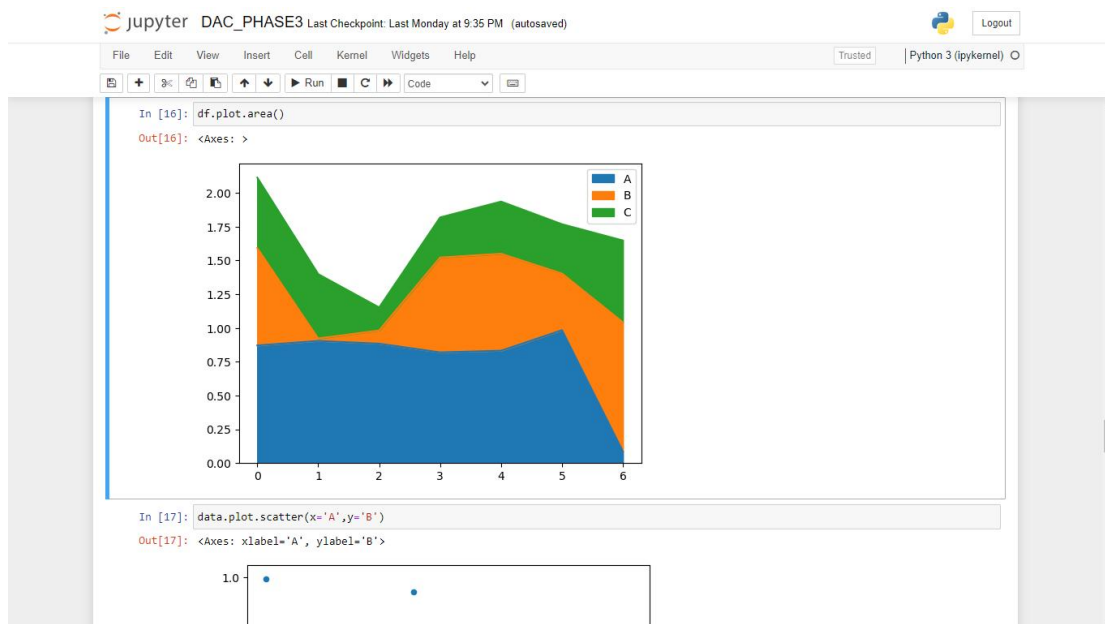 jupyter DAC_PHASE3 Last Checkpoint: Last Monday at 9:35 PM (autosaved)
Logout
File Edit View Insert Cell Kernel Widgets Help
Trusted
Python 3 (ipykernel)
Run
Code
In [16]: df.plot.area()
Out[16]: <Axes: >
A
B
C
2.00
1.75
1.50
1.25
1.00
0.75
0.50
0.25
0.00
0 1 2 3 4 5 6
In [17]: data.plot.scatter(x='A',y='B')
Out[17]: <Axes: xlabel='A', ylabel='B'>
1.0